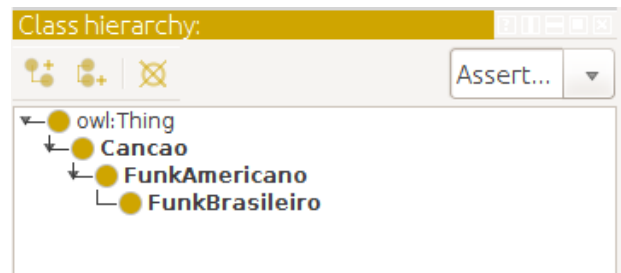 Class hierarchy:
Assert...
owl:Thing
Cancao
FunkAmericano
FunkBrasileiro